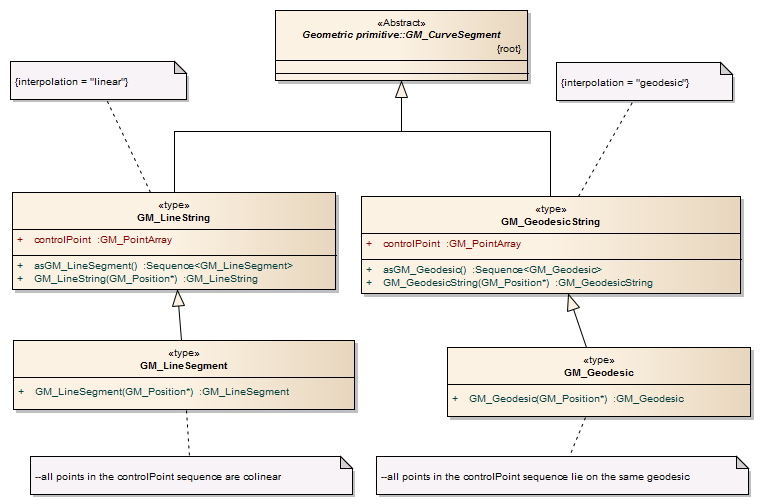 «Abstract»
Geometric primitive::GM_CurveSegment
{root}
{interpolation = "linear"}
{interpolation = "geodesic"}
«type»
GM_LineString
+ controlPoint :GM_PointArray
+ asGM_LineSegment() :Sequence<GM_LineSegment>
+ GM_LineString(GM_Position*) :GM_LineString
«type»
GM_GeodesicString
+ controlPoint :GM_PointArray
+ asGM_Geodesic() :Sequence<GM_Geodesic>
+ GM_GeodesicString(GM_Position*) :GM_GeodesicString
«type»
GM_LineSegment
+ GM_LineSegment(GM_Position*) :GM_LineSegment
«type»
GM_Geodesic
+ GM_Geodesic(GM_Position*) :GM_Geodesic
--all points in the controlPoint sequence are colinear
--all points in the controlPoint sequence lie on the same geodesic